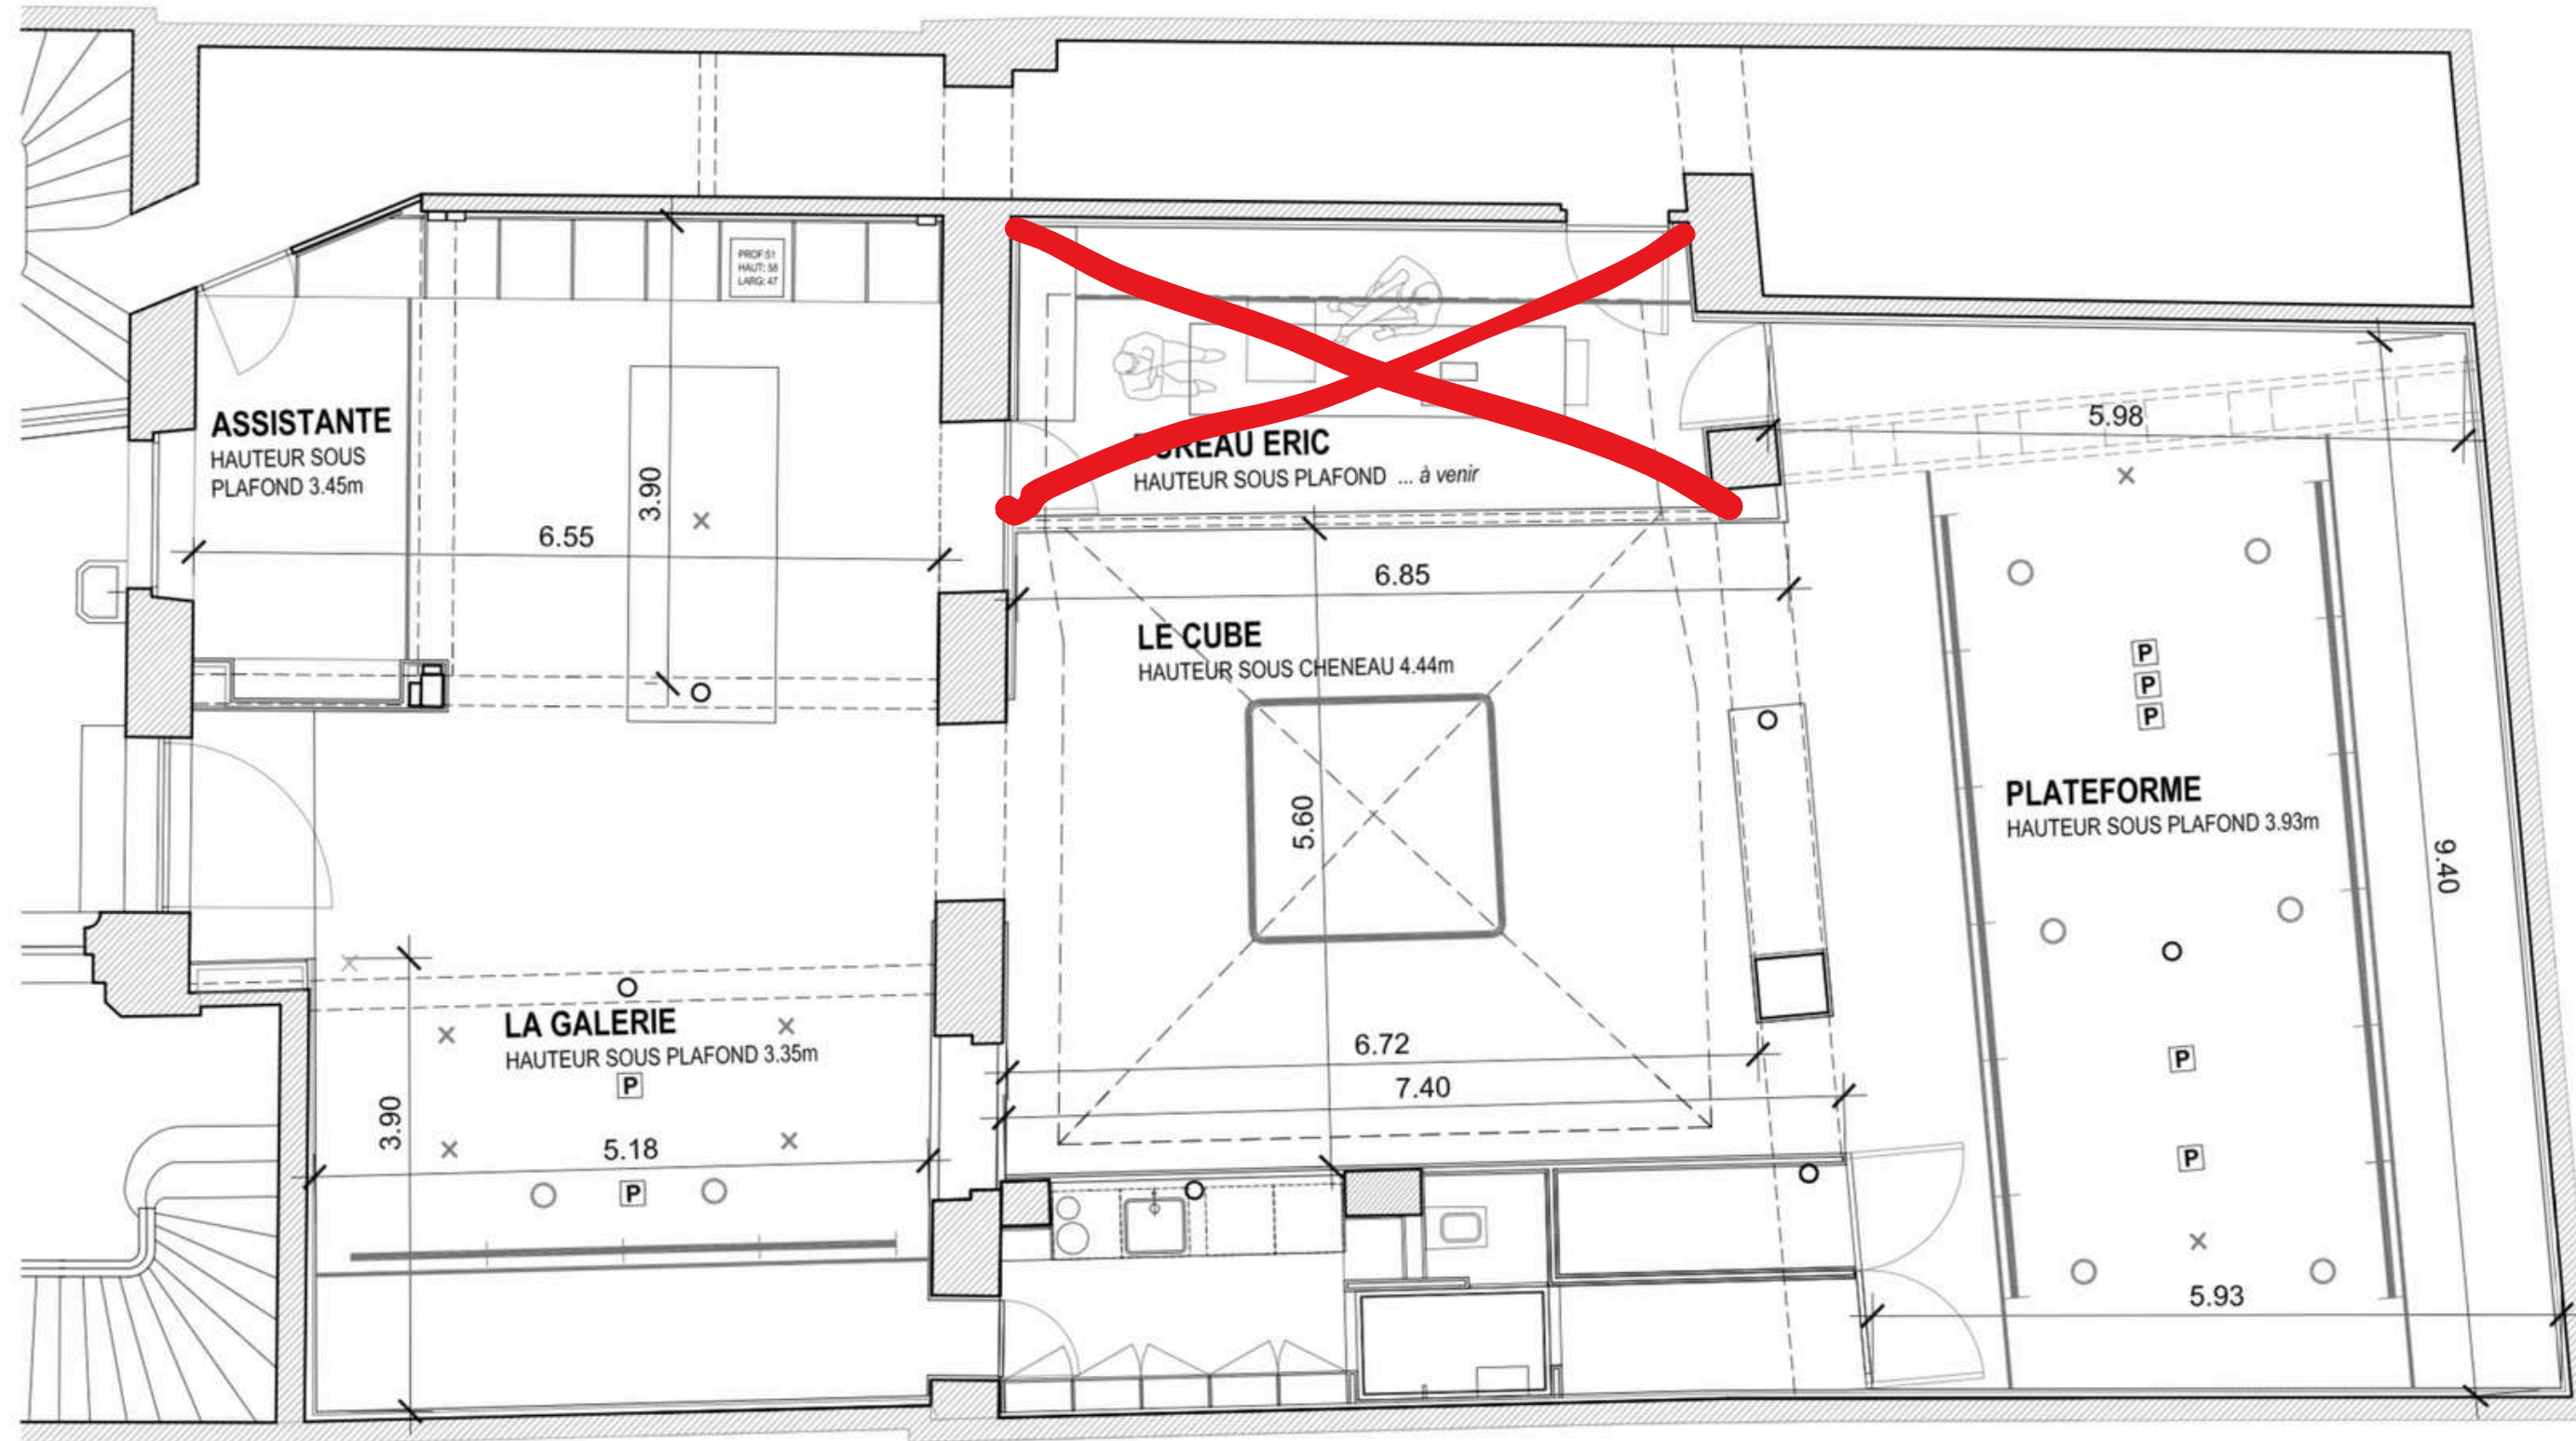 PROF:51
HAUT: 58
LARG: 47
ASSISTANTE
HAUTEUR SOUS
PLAFOND 3.45m
3.90
6.55
BUREAU ERIC
HAUTEUR SOUS PLAFOND ... à venir
5.98
6.85
LE CUBE
HAUTEUR SOUS CHENEAU 4.44m
5.60
P
P
P
PLATEFORME
HAUTEUR SOUS PLAFOND 3.93m
9.40
LA GALERIE
HAUTEUR SOUS PLAFOND 3.35m
P
3.90
5.18
P
6.72
7.40
P
P
5.93